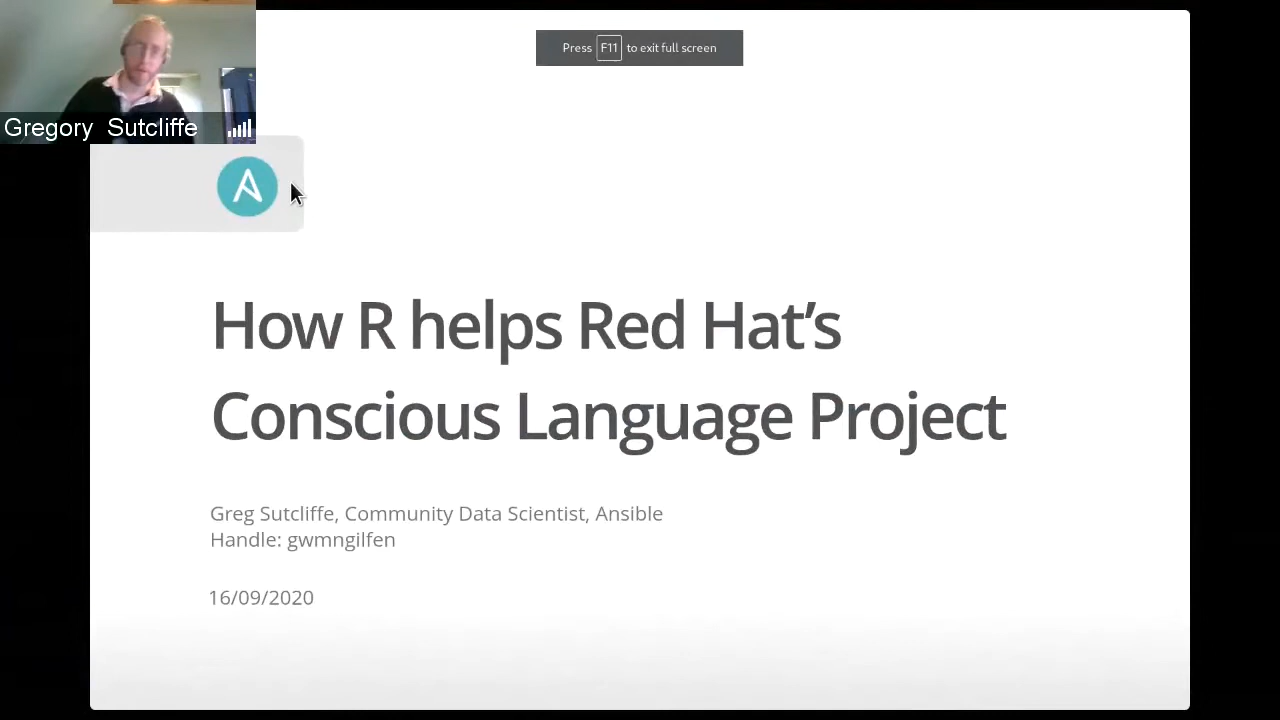 Press F11 to exit full screen
Gregory Sutcliffe
How R helps Red Hat’s
Conscious Language Project
Greg Sutcliffe, Community Data Scientist, Ansible
Handle: gwmngilfen
16/09/2020